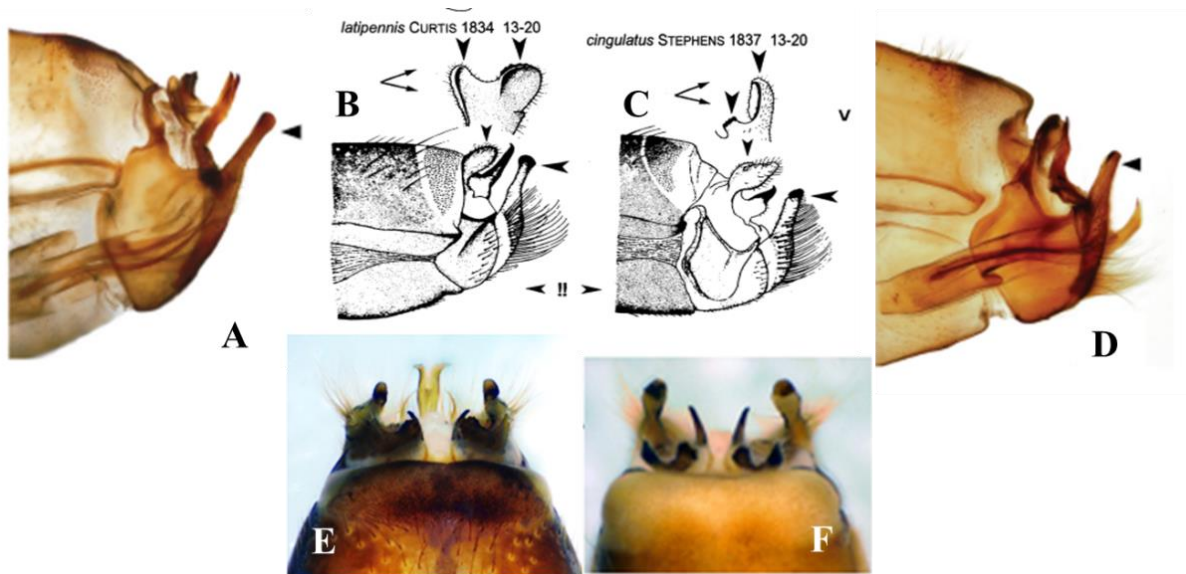 latipennis CURTIS 1834 13-20
cingulatus STEPHENS 1837 13-20
B
C
v
A
!!
D
E
F